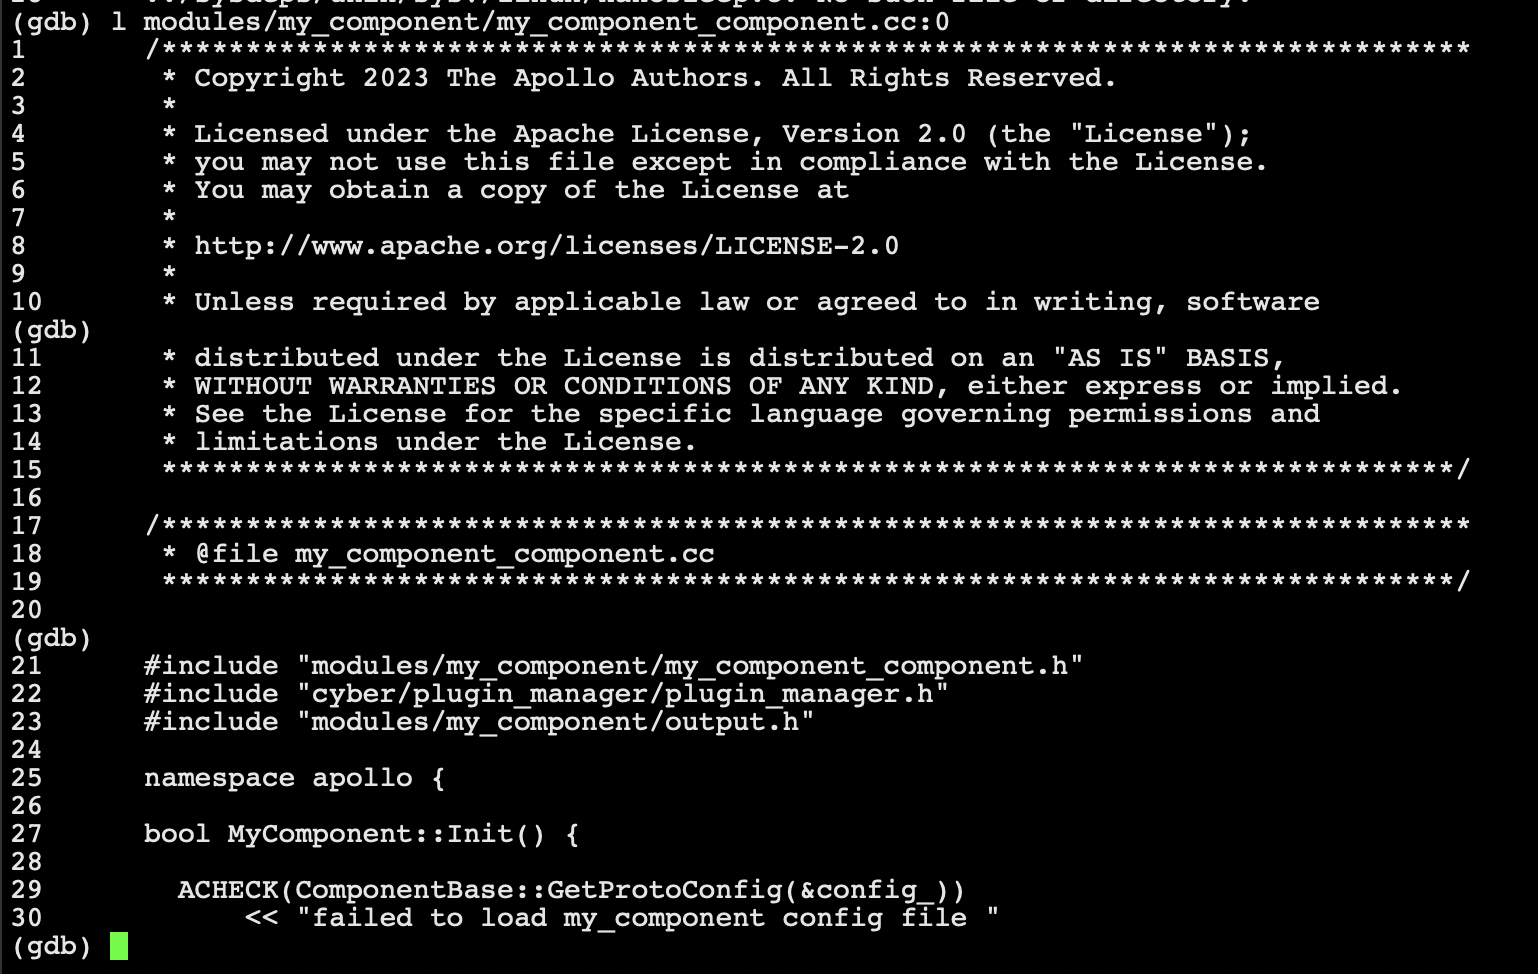 (gdb) l modules/my_component/my_component_component.cc:0
1 /******************************************************************************
2 * Copyright 2023 The Apollo Authors. All Rights Reserved.
3 *
4 * Licensed under the Apache License, Version 2.0 (the "License");
5 * you may not use this file except in compliance with the License.
6 * You may obtain a copy of the License at
7 *
8 * http://www.apache.org/licenses/LICENSE-2.0
9 *
10 * Unless required by applicable law or agreed to in writing, software
(gdb)
11 * distributed under the License is distributed on an "AS IS" BASIS,
12 * WITHOUT WARRANTIES OR CONDITIONS OF ANY KIND, either express or implied.
13 * See the License for the specific language governing permissions and
14 * limitations under the License.
15 *****************************************************************************/
16
17 /******************************************************************************
18 * @file my_component_component.cc
19 *****************************************************************************/
20
(gdb)
21 #include "modules/my_component/my_component_component.h"
22 #include "cyber/plugin_manager/plugin_manager.h"
23 #include "modules/my_component/output.h"
24
25 namespace apollo {
26
27 bool MyComponent::Init() {
28
29 ACHECK(ComponentBase::GetProtoConfig(&config_))
30 << "failed to load my_component config file "
(gdb)